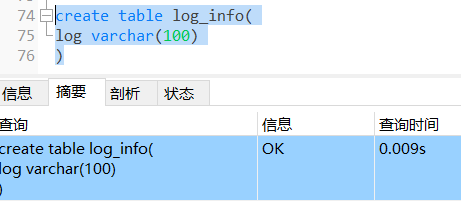 74 create table log_info(
75 log varchar(100)
76 )
信息 摘要 剖析 状态
查询 信息 查询时间
create table log_info( OK 0.009s
log varchar(100)
)